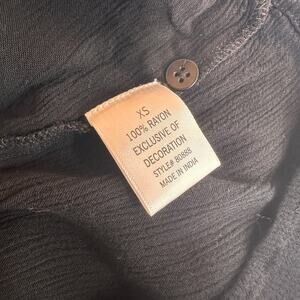 XS
100% RAYON
EXCLUSIVE OF
DECORATION
STYLE# B0888
MADE IN INDIA